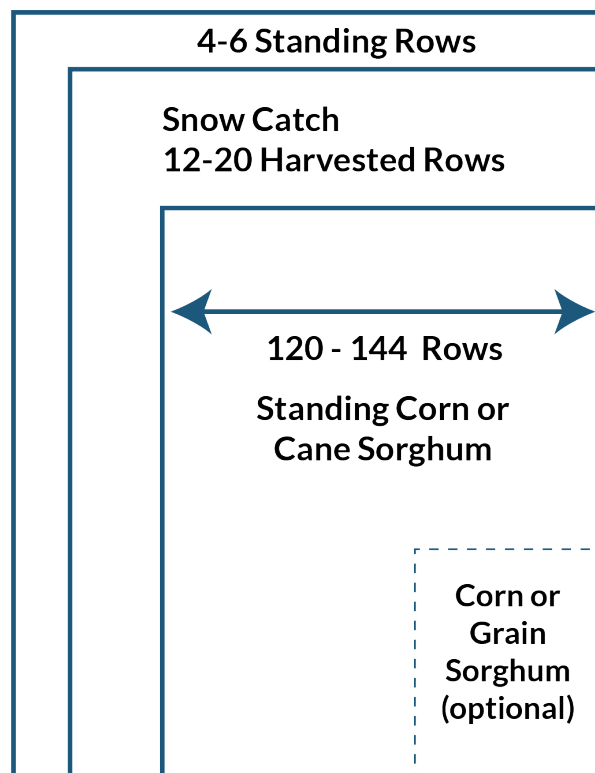 4-6 Standing Rows
Snow Catch
12-20 Harvested Rows
120 - 144 Rows
Standing Corn or
Cane Sorghum
Corn or
Grain
Sorghum
(optional)